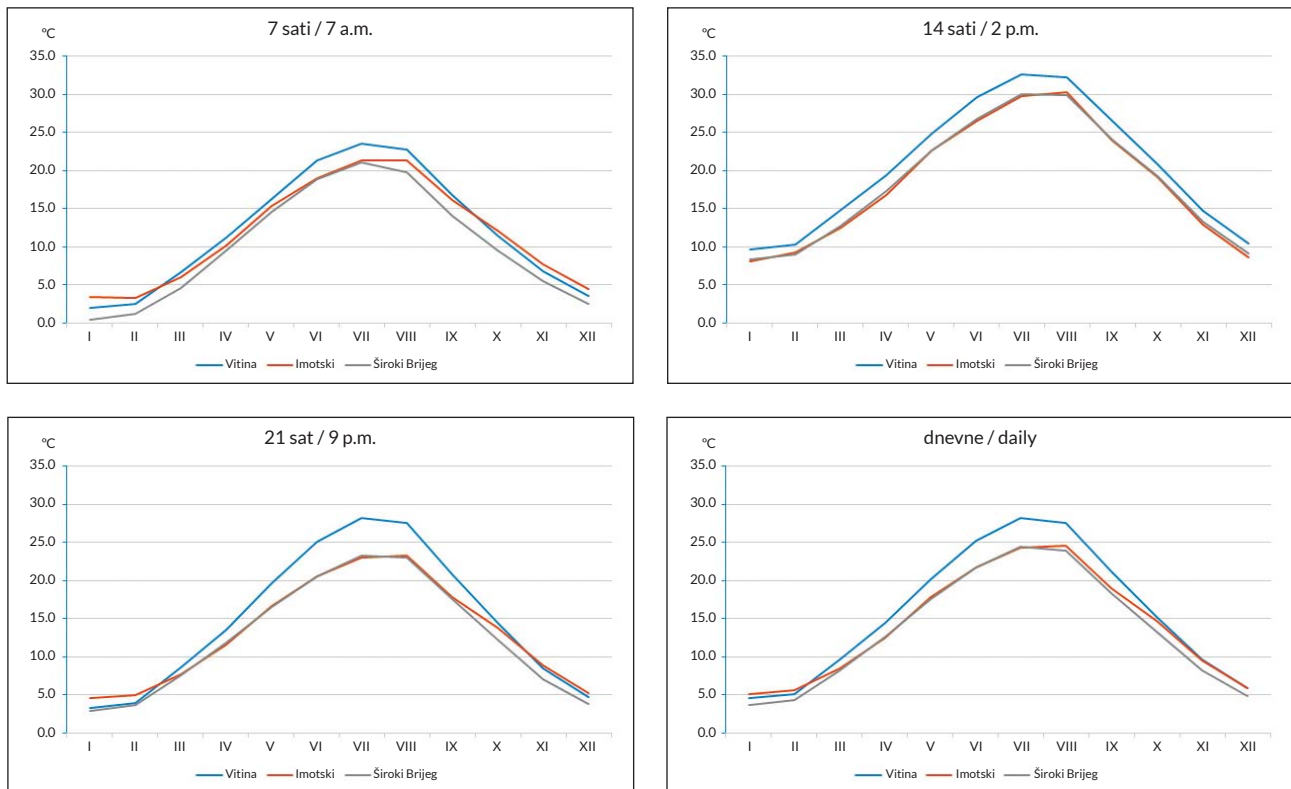 7 sati / 7 a.m.
°C
35.0
30.0
25.0
20.0
15.0
10.0
5.0
0.0
I II III IV V VI VII VIII IX X XI XII
Vitina Imotski Široki Brijeg
14 sati / 2 p.m.
°C
35.0
30.0
25.0
20.0
15.0
10.0
5.0
0.0
I II III IV V VI VII VIII IX X XI XII
Vitina Imotski Široki Brijeg
21 sat / 9 p.m.
°C
35.0
30.0
25.0
20.0
15.0
10.0
5.0
0.0
I II III IV V VI VII VIII IX X XI XII
Vitina Imotski Široki Brijeg
dnevne / daily
°C
35.0
30.0
25.0
20.0
15.0
10.0
5.0
0.0
I II III IV V VI VII VIII IX X XI XII
Vitina Imotski Široki Brijeg